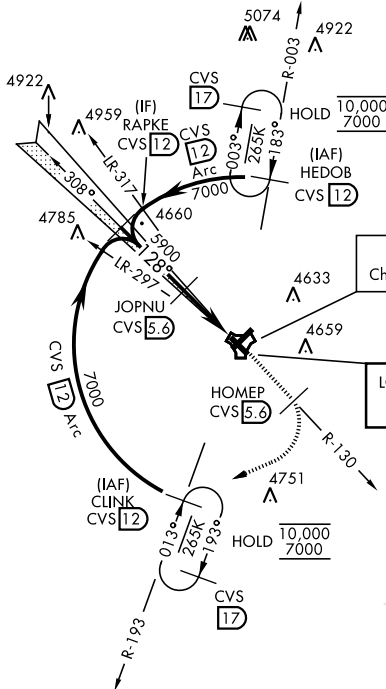 5074
4922
R-003
CVS
17
HOLD 10,000
7000
003°
265K
183°
4922
4959
(IF)
RAPKE
CVS 12
CVS
12
Arc
7000
(IAF)
HEDOB
CVS 12
LR-317
308°
4785
4660
5900
128°
LR-297
JOPNU
CVS 5.6
4633
Ch
4659
LO
CVS 12 Arc
7000
HOMEP
CVS 5.6
R-130
4751
(IAF)
CLINK
CVS 12
013°
265K
193°
HOLD 10,000
7000
CVS
17
R-193